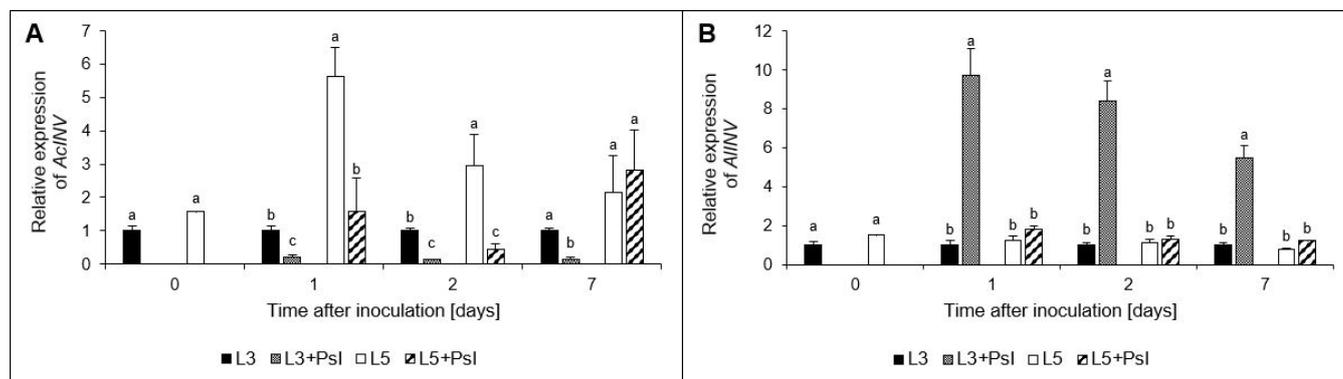 A
Relative expression
of AcINV
7
6
5
4
3
2
1
0
a
a
b
c
a
b
b
c
a
c
a
b
a
a
0 1 2 7
Time after inoculation [days]
L3 L3+PsI L5 L5+PsI
B
Relative expression
of AlINV
12
10
8
6
4
2
0
a
a
b
a
b
b
b
a
b
b
b
a
b
b
0 1 2 7
Time after inoculation [days]
L3 L3+PsI L5 L5+PsI